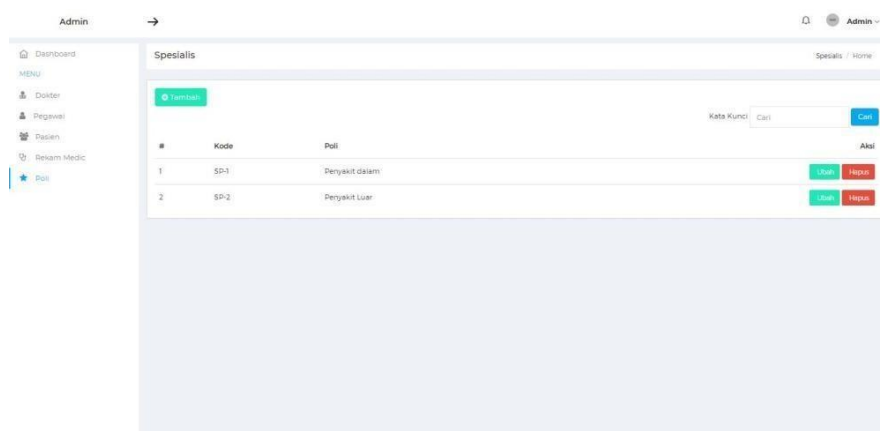 Admin
Admin
Dashboard
MENU
Dokter
Pegawai
Pasien
Rekam Medic
Poli
Spesialis
Spesialis / Home
Tambah
Kata Kunci Cari Cari
# Kode Poli Aksi
1 SP-1 Penyakit dalam Ubah Hapus
2 SP-2 Penyakit Luar Ubah Hapus